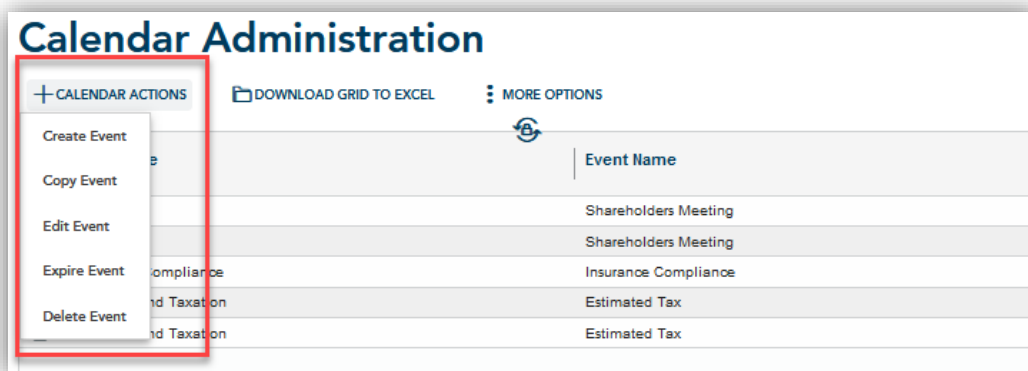 Calendar Administration
CALENDAR ACTIONS DOWNLOAD GRID TO EXCEL MORE OPTIONS
Create Event
e Event Name
Copy Event
Shareholders Meeting
Edit Event
Shareholders Meeting
Expire Event ompliance Insurance Compliance
nd Taxation Estimated Tax
Delete Event
nd Taxation Estimated Tax